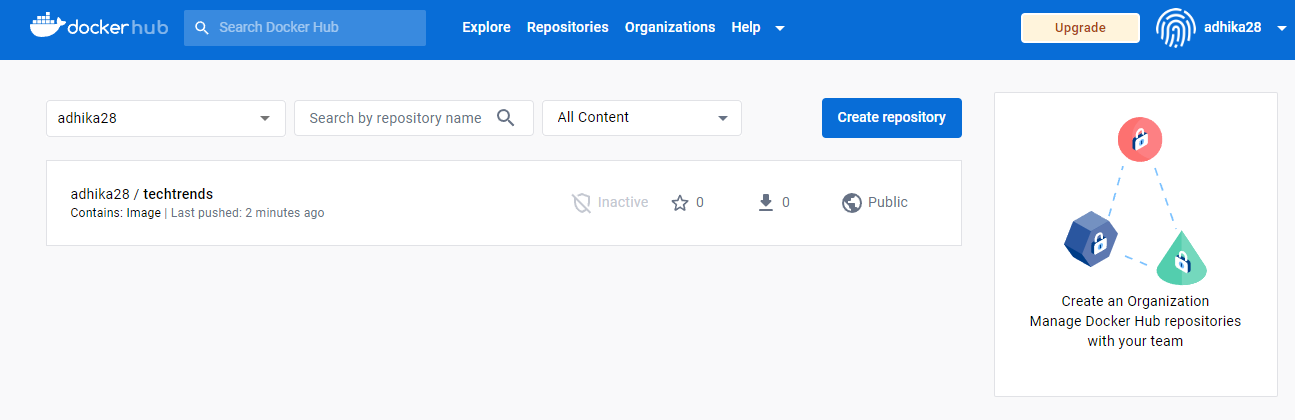 dockerhub
Search Docker Hub
Explore
Repositories
Organizations
Help
Upgrade
adhika28
adhika28
Search by repository name
All Content
Create repository
adhika28 / techtrends
Contains: Image | Last pushed: 2 minutes ago
Inactive
0
0
Public
Create an Organization
Manage Docker Hub repositories
with your team